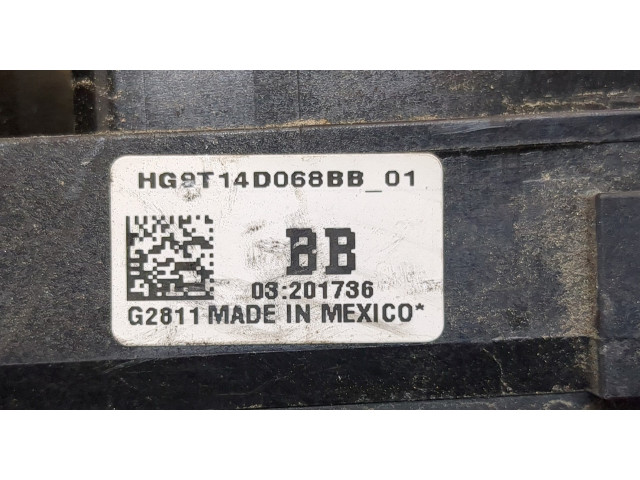 HG9T14D068BB_01
BB
03:201736
G2811 MADE IN MEXICO*